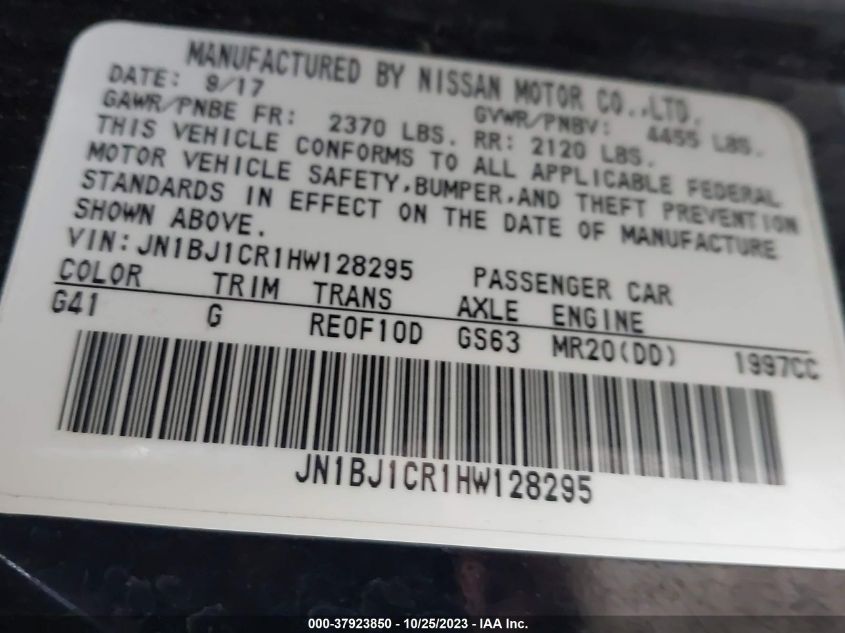 MANUFACTURED BY NISSAN MOTOR CO.,LTD.
DATE: 9/17 GVWR/PNBV: 4455 LBS.
GAWR/PNBE FR: 2370 LBS. RR: 2120 LBS.
THIS VEHICLE CONFORMS TO ALL APPLICABLE FEDERAL
MOTOR VEHICLE SAFETY,BUMPER,AND THEFT PREVENTION
STANDARDS IN EFFECT ON THE DATE OF MANUFACTURE
SHOWN ABOVE.
VIN:JN1BJ1CR1HW128295 PASSENGER CAR
COLOR TRIM TRANS AXLE ENGINE
G41 G RE0F10D GS63 MR20(DD) 1997CC
JN1BJ1CR1HW128295
000-37923850 - 10/25/2023 - IAA Inc.